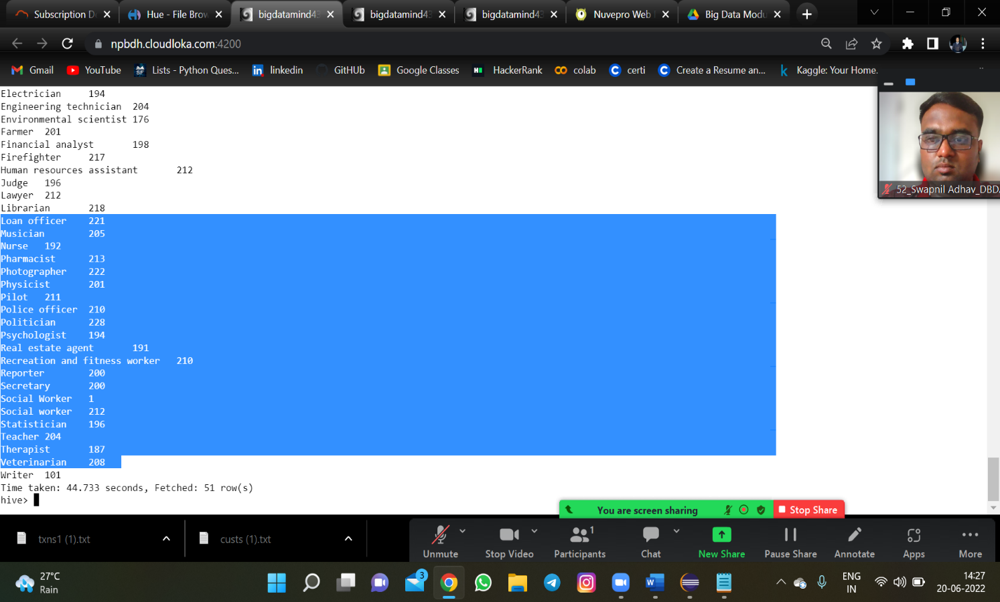 Subscription De
Hue - File Brow
bigdatamind43
bigdatamind43
bigdatamind43
Nuvepro Web
Big Data Modu
npbdh.cloudloka.com:4200
Gmail
YouTube
Lists - Python Ques...
linkedin
GitHUb
Google Classes
HackerRank
colab
certi
Create a Resume an...
Kaggle: Your Home.
Electrician 194
Engineering technician 204
Environmental scientist 176
Farmer 201
Financial analyst 198
Firefighter 217
Human resources assistant 212
Judge 196
Lawyer 212
Librarian 218
Loan officer 221
Musician 205
Nurse 192
Pharmacist 213
Photographer 222
Physicist 201
Pilot 211
Police officer 210
Politician 228
Psychologist 194
Real estate agent 191
Recreation and fitness worker 210
Reporter 200
Secretary 200
Social Worker 1
Social worker 212
Statistician 196
Teacher 204
Therapist 187
Veterinarian 208
Writer 101
Time taken: 44.733 seconds, Fetched: 51 row(s)
hive>
52_Swapnil Adhav_DBD
You are screen sharing
Stop Share
txns1 (1).txt
custs (1).txt
Unmute
Stop Video
Participants 1
Chat
New Share
Pause Share
Annotate
Apps
More
27°C
Rain
3
ENG
IN
14:27
20-06-2022